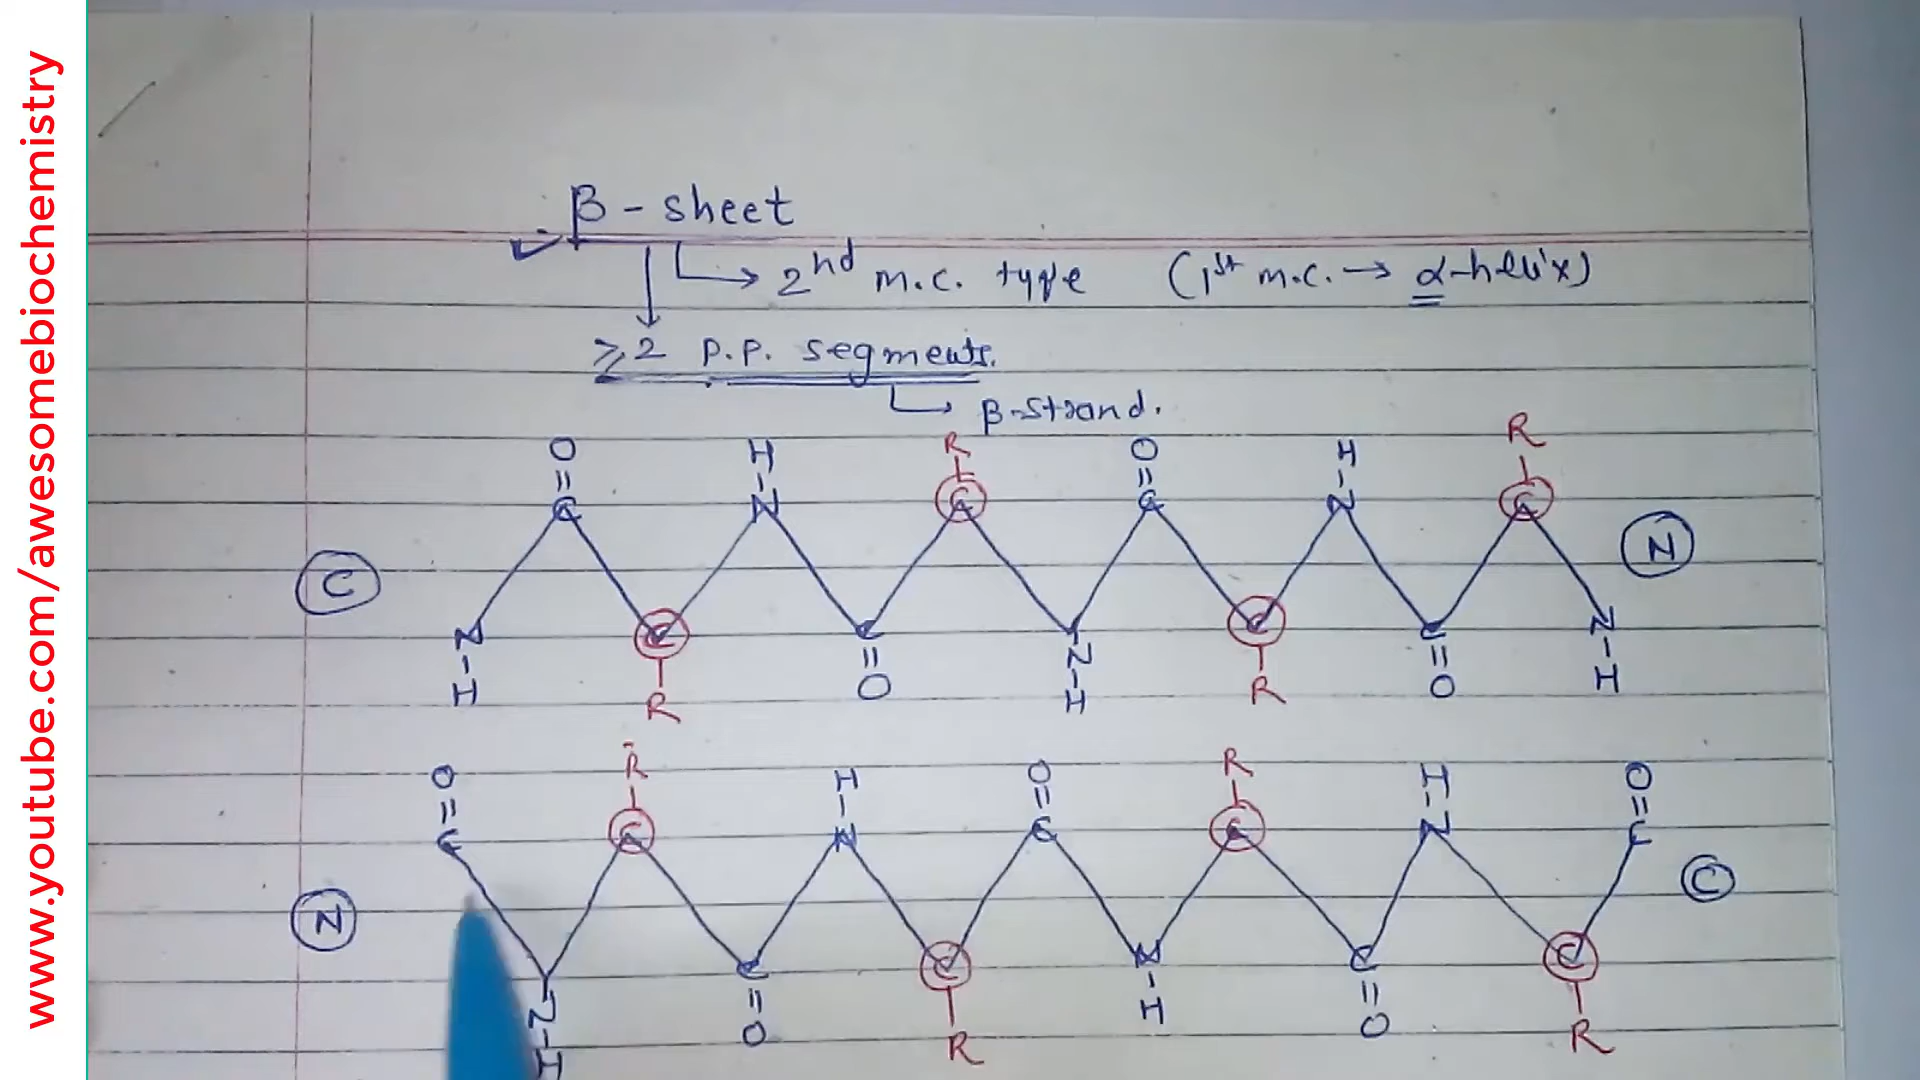 www.youtube.com/awesomebiochemistry
β - sheet
2nd m.c. type (1st m.c. → α-helix)
≥2 p.p. segments.
β-strand.
O H R O H R
C N C C N C
C N
N C C N C C N
H R O H R O H
O R H O R H O
C C N C C N C
N C
N C C N C C
H O R H O R